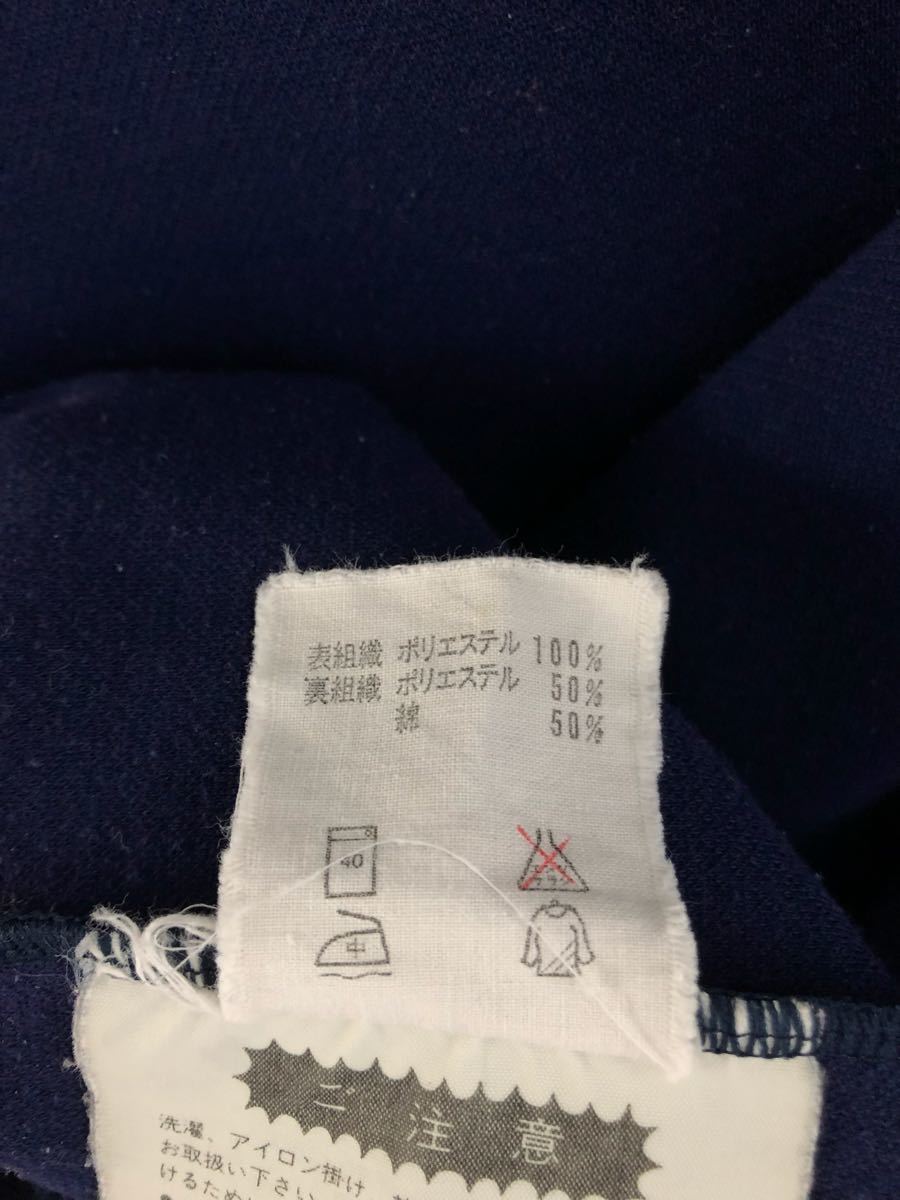 表組織 ポリエステル 100%
裏組織 ポリエステル 50%
綿 50%
40
中
ご注意
洗濯、アイロン掛け
お取扱い下さい
けるため